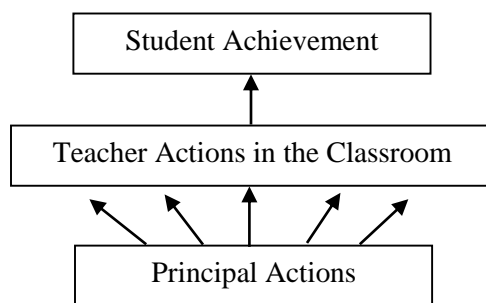 Student Achievement
Teacher Actions in the Classroom
Principal Actions